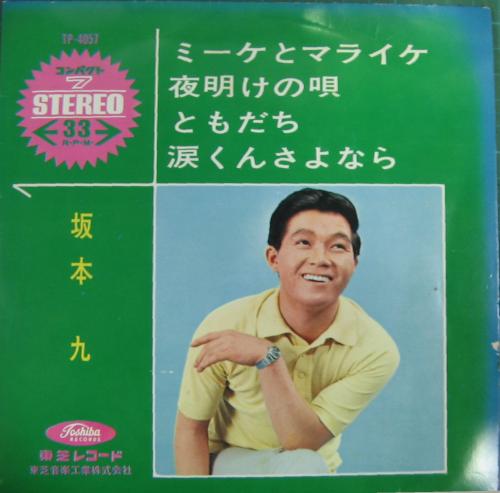 TP-4057
コンパクト
7
STEREO
33
R・P・M・
ミーケとマライケ
夜明けの唄
ともだち
涙くんさよなら
坂本 九
Toshiba
RECORDS
東芝レコード
東芝音楽工業株式会社